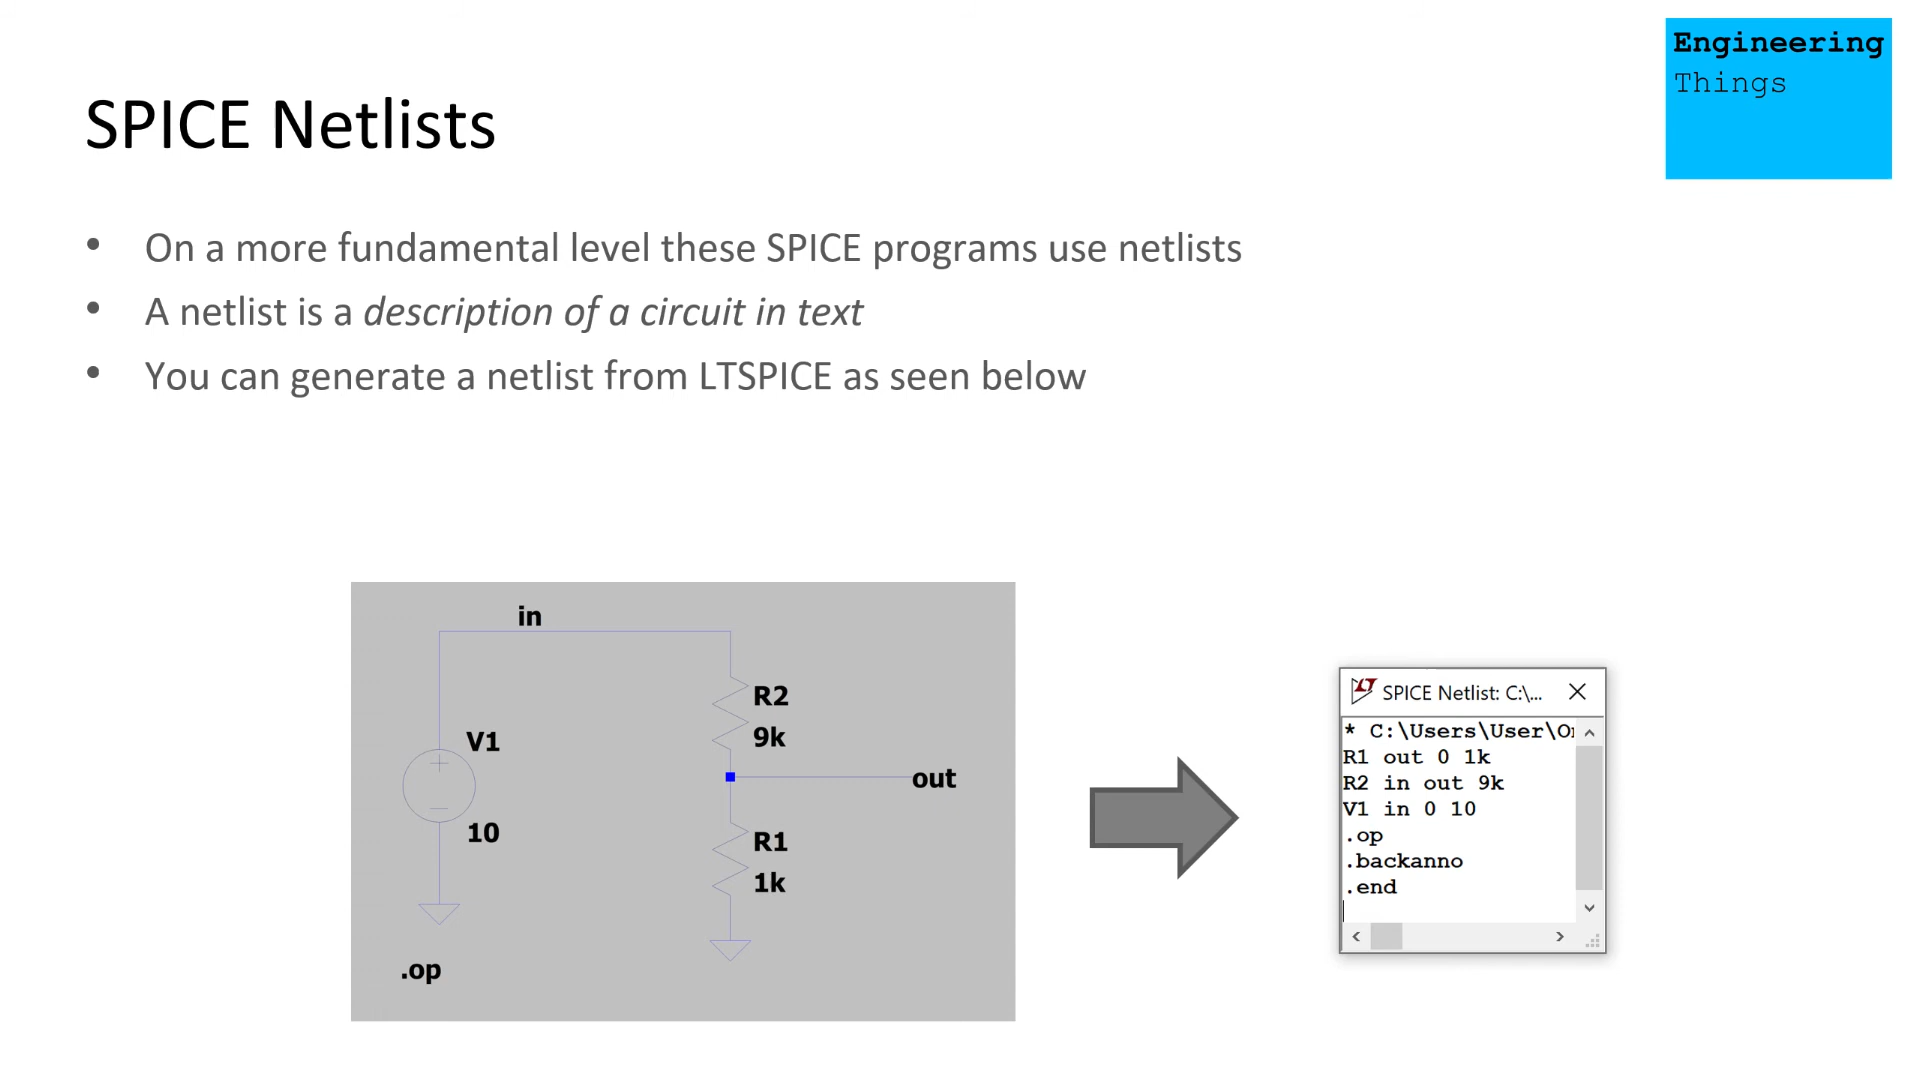 Engineering
Things
SPICE Netlists
• On a more fundamental level these SPICE programs use netlists
• A netlist is a description of a circuit in text
• You can generate a netlist from LTSPICE as seen below
in
R2
9k
V1
out
10
R1
1k
.op
SPICE Netlist: C:\...
* C:\Users\User\O
R1 out 0 1k
R2 in out 9k
V1 in 0 10
.op
.backanno
.end